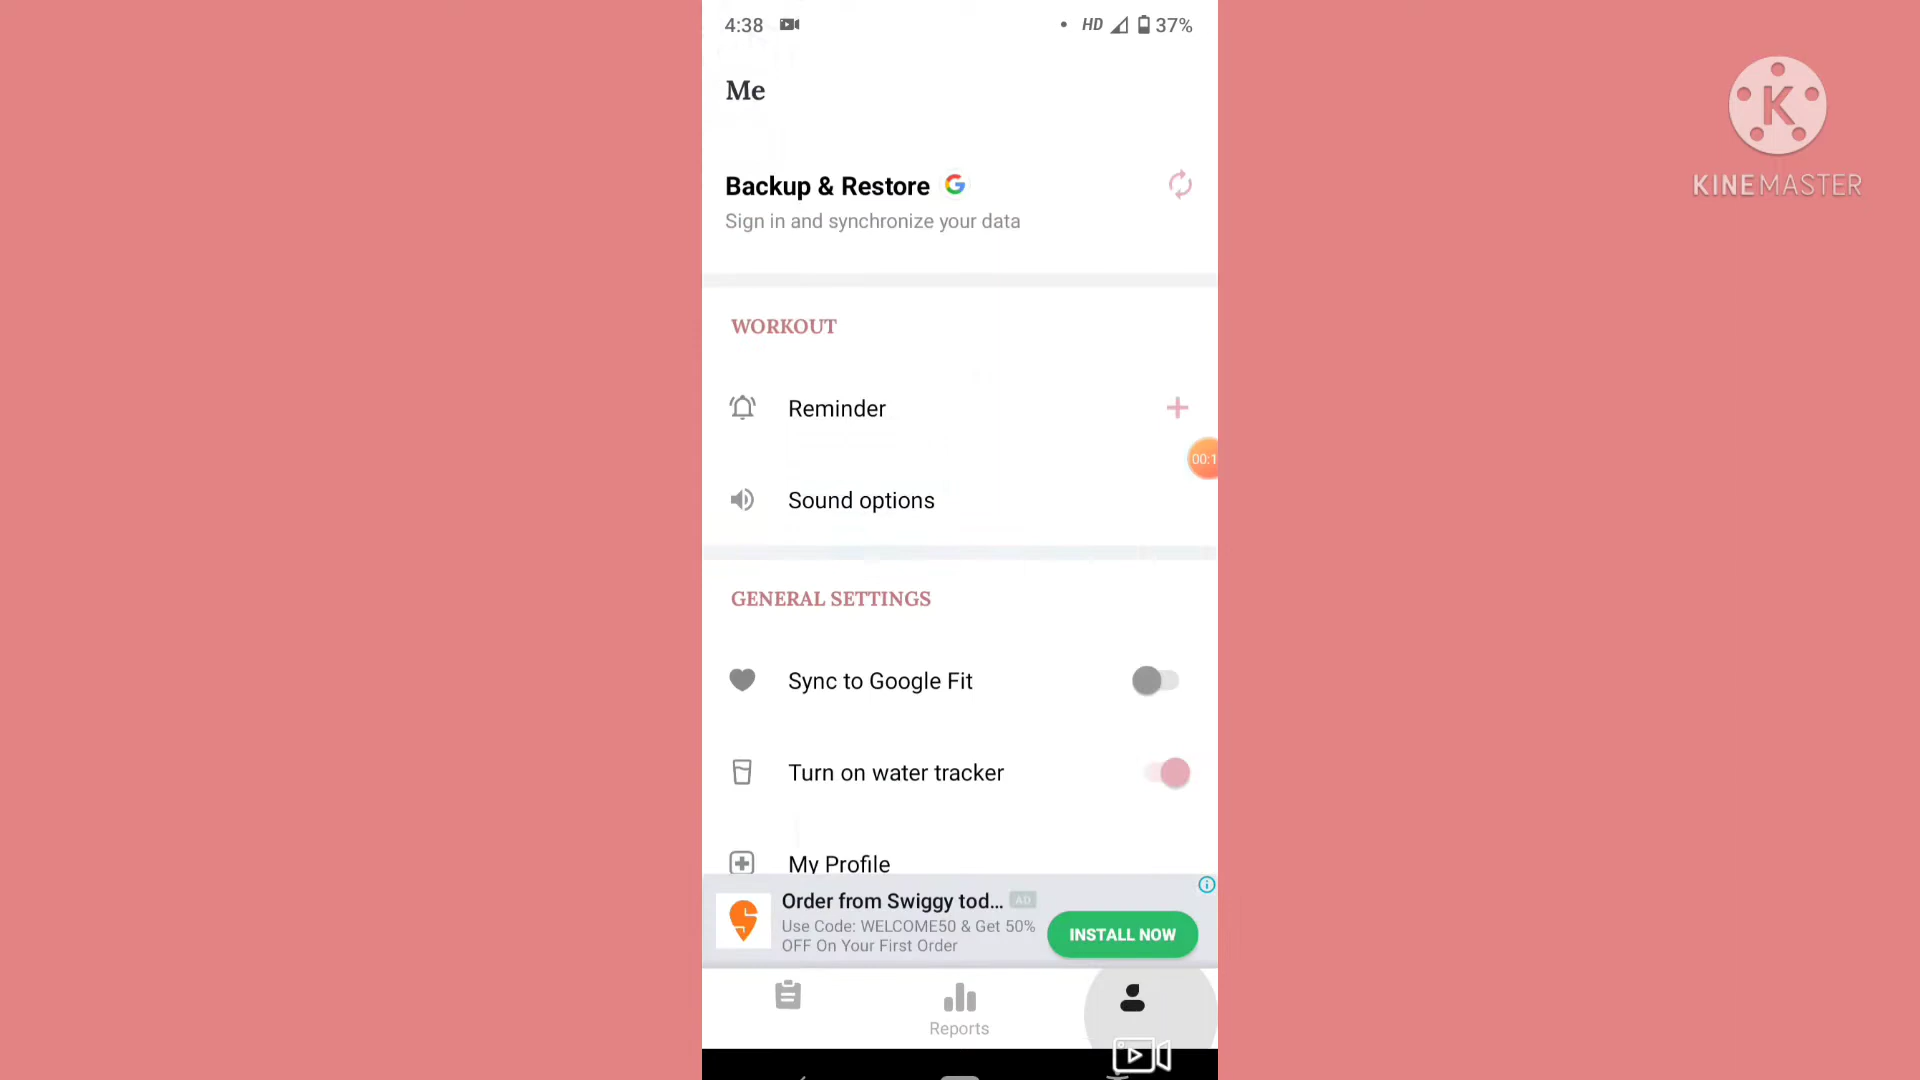 4:38
HD
37%
K
KINEMASTER
Me
Backup & Restore G
Sign in and synchronize your data
WORKOUT
Reminder
00:1
Sound options
GENERAL SETTINGS
Sync to Google Fit
Turn on water tracker
My Profile
Order from Swiggy tod... AD
Use Code: WELCOME50 & Get 50%
OFF On Your First Order
INSTALL NOW
Reports